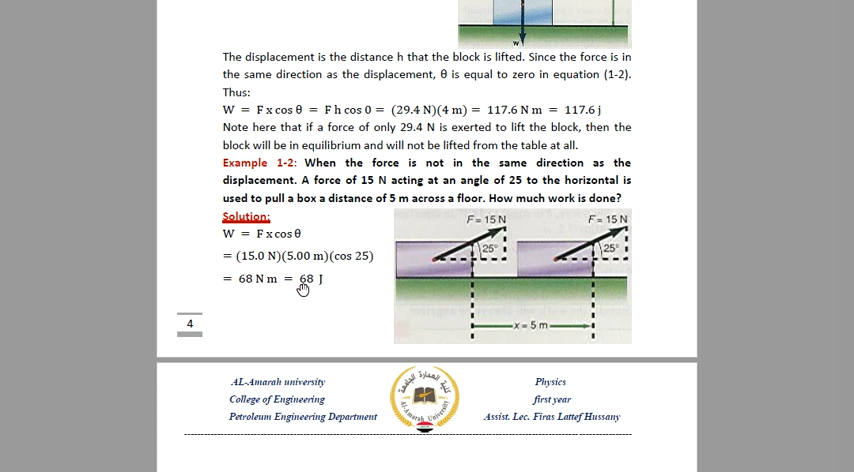 w
The displacement is the distance h that the block is lifted. Since the force is in
the same direction as the displacement, θ is equal to zero in equation (1-2).
Thus:
W = F x cos θ = F h cos 0 = (29.4 N)(4 m) = 117.6 N m = 117.6 j
Note here that if a force of only 29.4 N is exerted to lift the block, then the
block will be in equilibrium and will not be lifted from the table at all.
Example 1-2: When the force is not in the same direction as the
displacement. A force of 15 N acting at an angle of 25 to the horizontal is
used to pull a box a distance of 5 m across a floor. How much work is done?
Solution:
W = F x cos θ
= (15.0 N)(5.00 m)(cos 25)
= 68 N m = 68 J
F = 15 N
F = 15 N
25°
25°
x = 5 m
4
AL-Amarah university
College of Engineering
Petroleum Engineering Department
كلية العمارة الجامعة
Al-Amarah University
Physics
first year
Assist. Lec. Firas Lattef Hussany